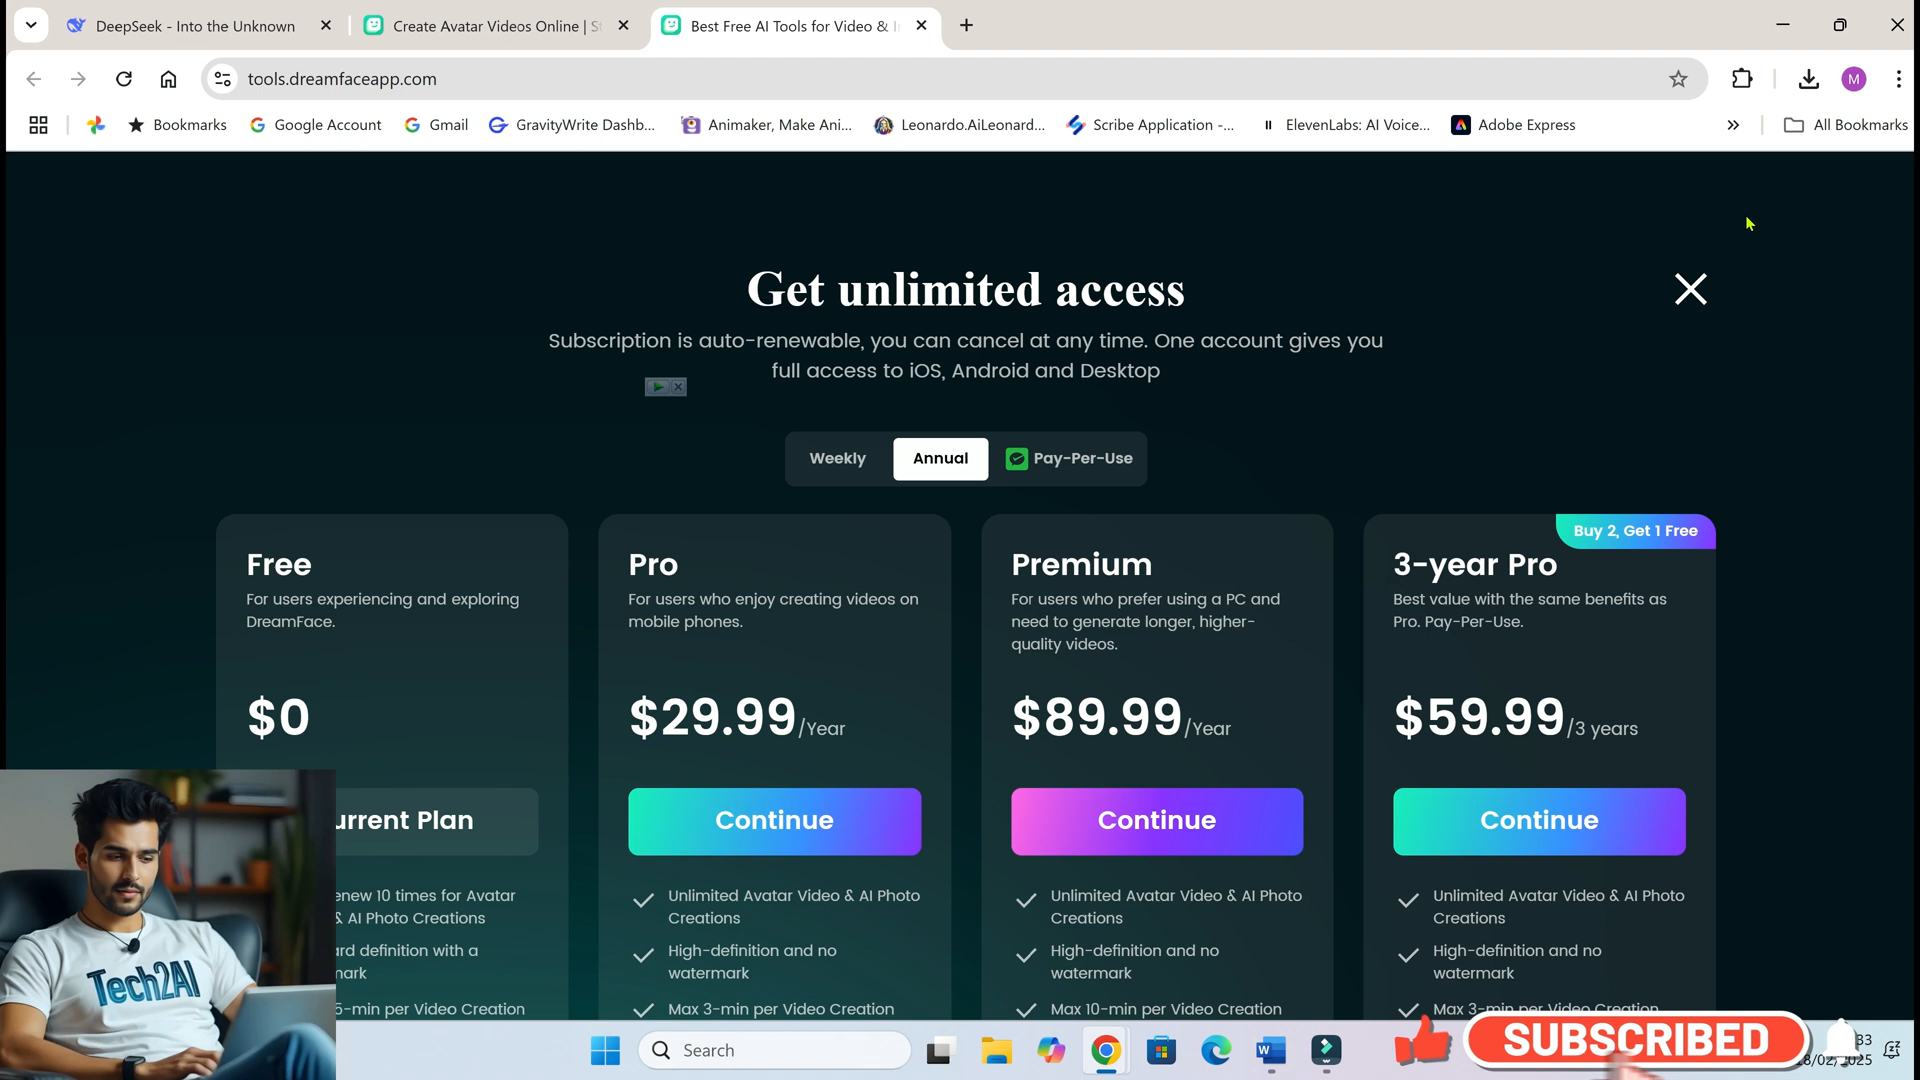 DeepSeek - Into the Unknown
Create Avatar Videos Online |
Best Free AI Tools for Video &
tools.dreamfaceapp.com
M
Bookmarks
Google Account
Gmail
GravityWrite Dashb...
Animaker, Make Ani...
Leonardo.AiLeonard...
Scribe Application -...
ElevenLabs: AI Voice...
Adobe Express
All Bookmarks
Get unlimited access
Subscription is auto-renewable, you can cancel at any time. One account gives you
full access to iOS, Android and Desktop
Weekly
Annual
Pay-Per-Use
Free
For users experiencing and exploring
DreamFace.
$0
urrent Plan
enew 10 times for Avatar
& AI Photo Creations
ard definition with a
mark
5-min per Video Creation
Pro
For users who enjoy creating videos on
mobile phones.
$29.99/Year
Continue
Unlimited Avatar Video & AI Photo
Creations
High-definition and no
watermark
Max 3-min per Video Creation
Premium
For users who prefer using a PC and
need to generate longer, higher-
quality videos.
$89.99/Year
Continue
Unlimited Avatar Video & AI Photo
Creations
High-definition and no
watermark
Max 10-min per Video Creation
Buy 2, Get 1 Free
3-year Pro
Best value with the same benefits as
Pro. Pay-Per-Use.
$59.99/3 years
Continue
Unlimited Avatar Video & AI Photo
Creations
High-definition and no
watermark
Max 3-min per Video Creation
Tech2AI
Search
SUBSCRIBED